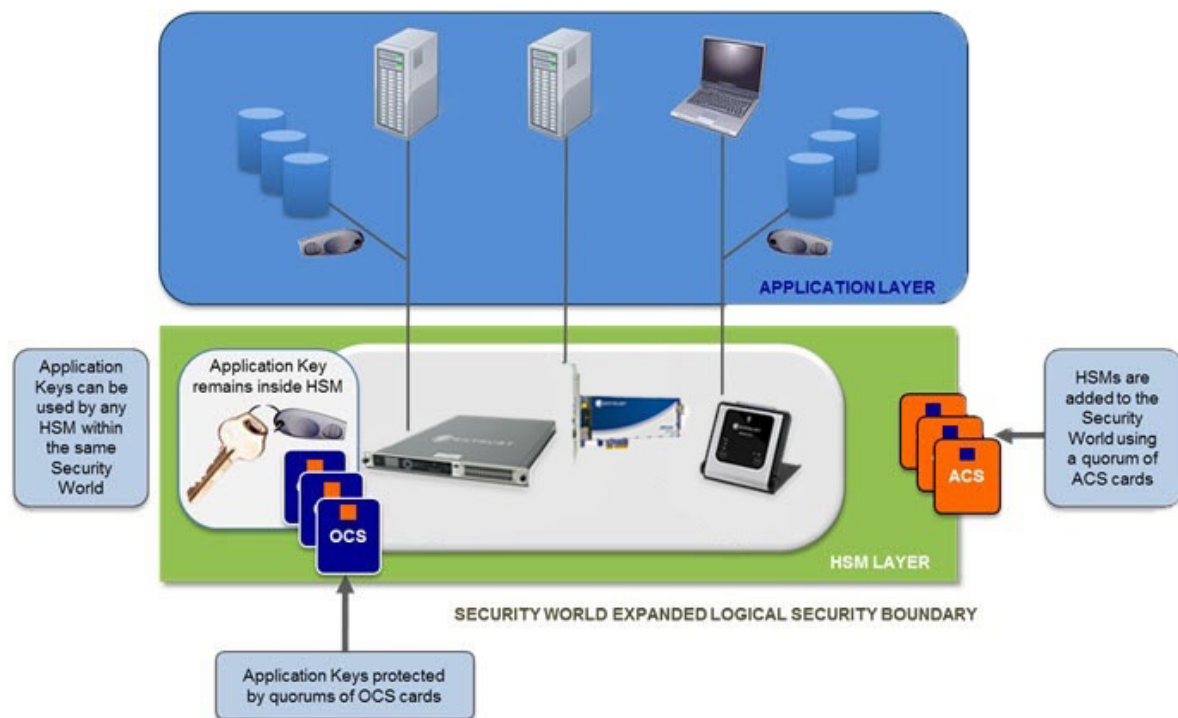 APPLICATION LAYER
Application
Keys can be
used by any
HSM within
the same
Security
World
Application Key
remains inside HSM
OCS
HSMs are
added to the
Security
World using
a quorum of
ACS cards
ACS
HSM LAYER
SECURITY WORLD EXPANDED LOGICAL SECURITY BOUNDARY
Application Keys protected
by quorums of OCS cards